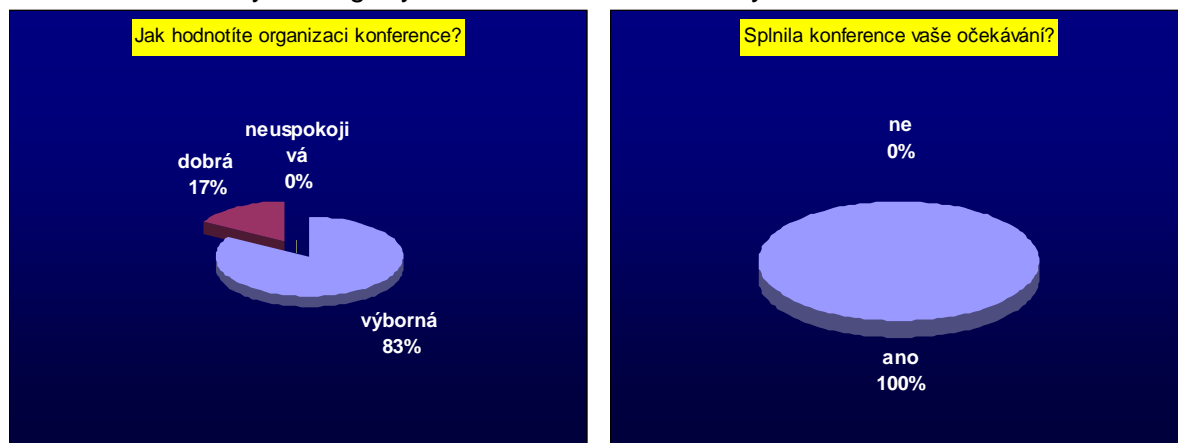 Jak hodnotíte organizaci konference?
neuspokoji
vá
0%
dobrá
17%
výborná
83%
Splnila konference vaše očekávání?
ne
0%
ano
100%